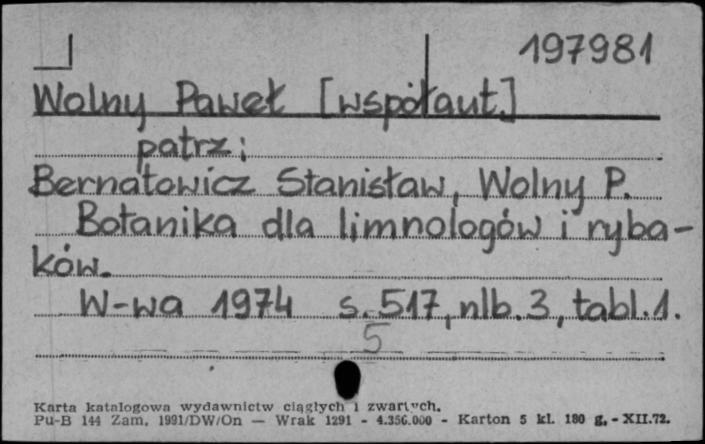 197981
Wolny Paweł [współaut.]
patrz:
Bernatowicz Stanisław, Wolny P.
Botanika dla limnologów i ryba-
ków.
W-wa 1974 s. 517, nlb. 3, tabl. 1.
5
Karta katalogowa wydawnictw ciągłych i zwartych.
Pu-B 144 Zam. 1991/DW/On — Wrak 1291 - 4.356.000 - Karton 5 kl. 180 g. - XII.72.